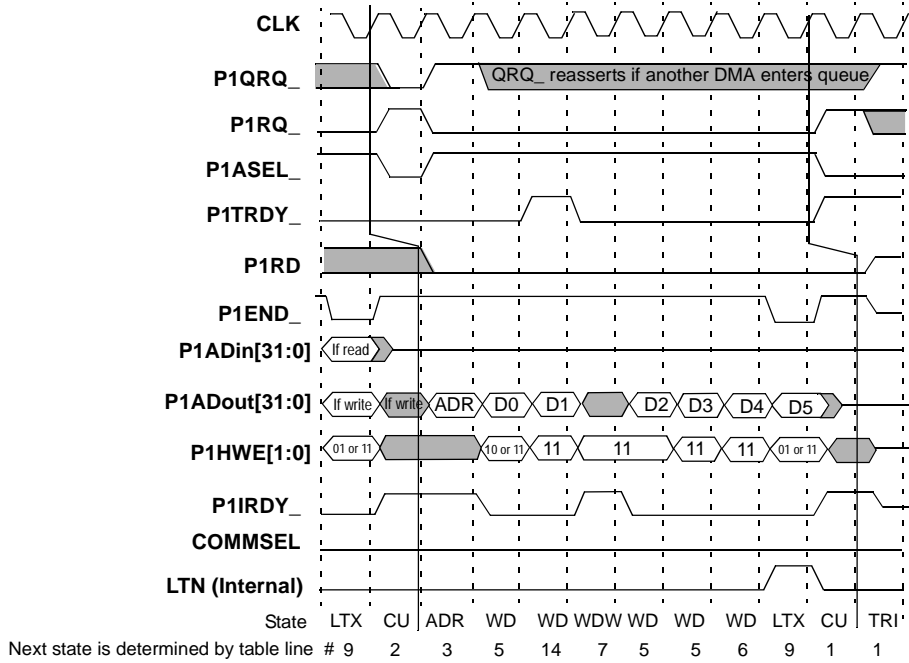 CLK
P1QRQ_ QRQ_ reasserts if another DMA enters queue
P1RQ_
P1ASEL_
P1TRDY_
P1RD
P1END_
P1ADin[31:0] If read
P1ADout[31:0] If write If write ADR D0 D1 D2 D3 D4 D5
P1HWE[1:0] 01 or 11 10 or 11 11 11 11 11 01 or 11
P1IRDY_
COMMSEL
LTN (Internal)
State LTX CU ADR WD WD WDW WD WD WD LTX CU TRI
Next state is determined by table line # 9 2 3 5 14 7 5 5 6 9 1 1